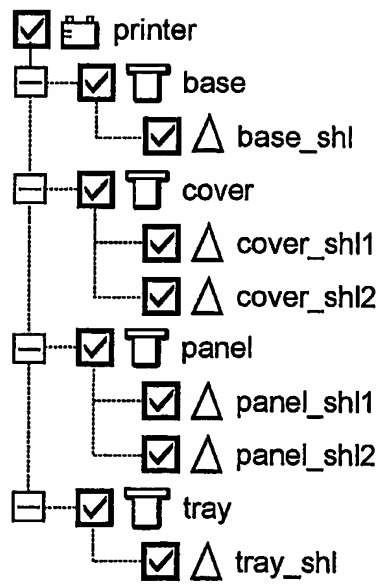 printer
base
base_shl
cover
cover_shl1
cover_shl2
panel
panel_shl1
panel_shl2
tray
tray_shl